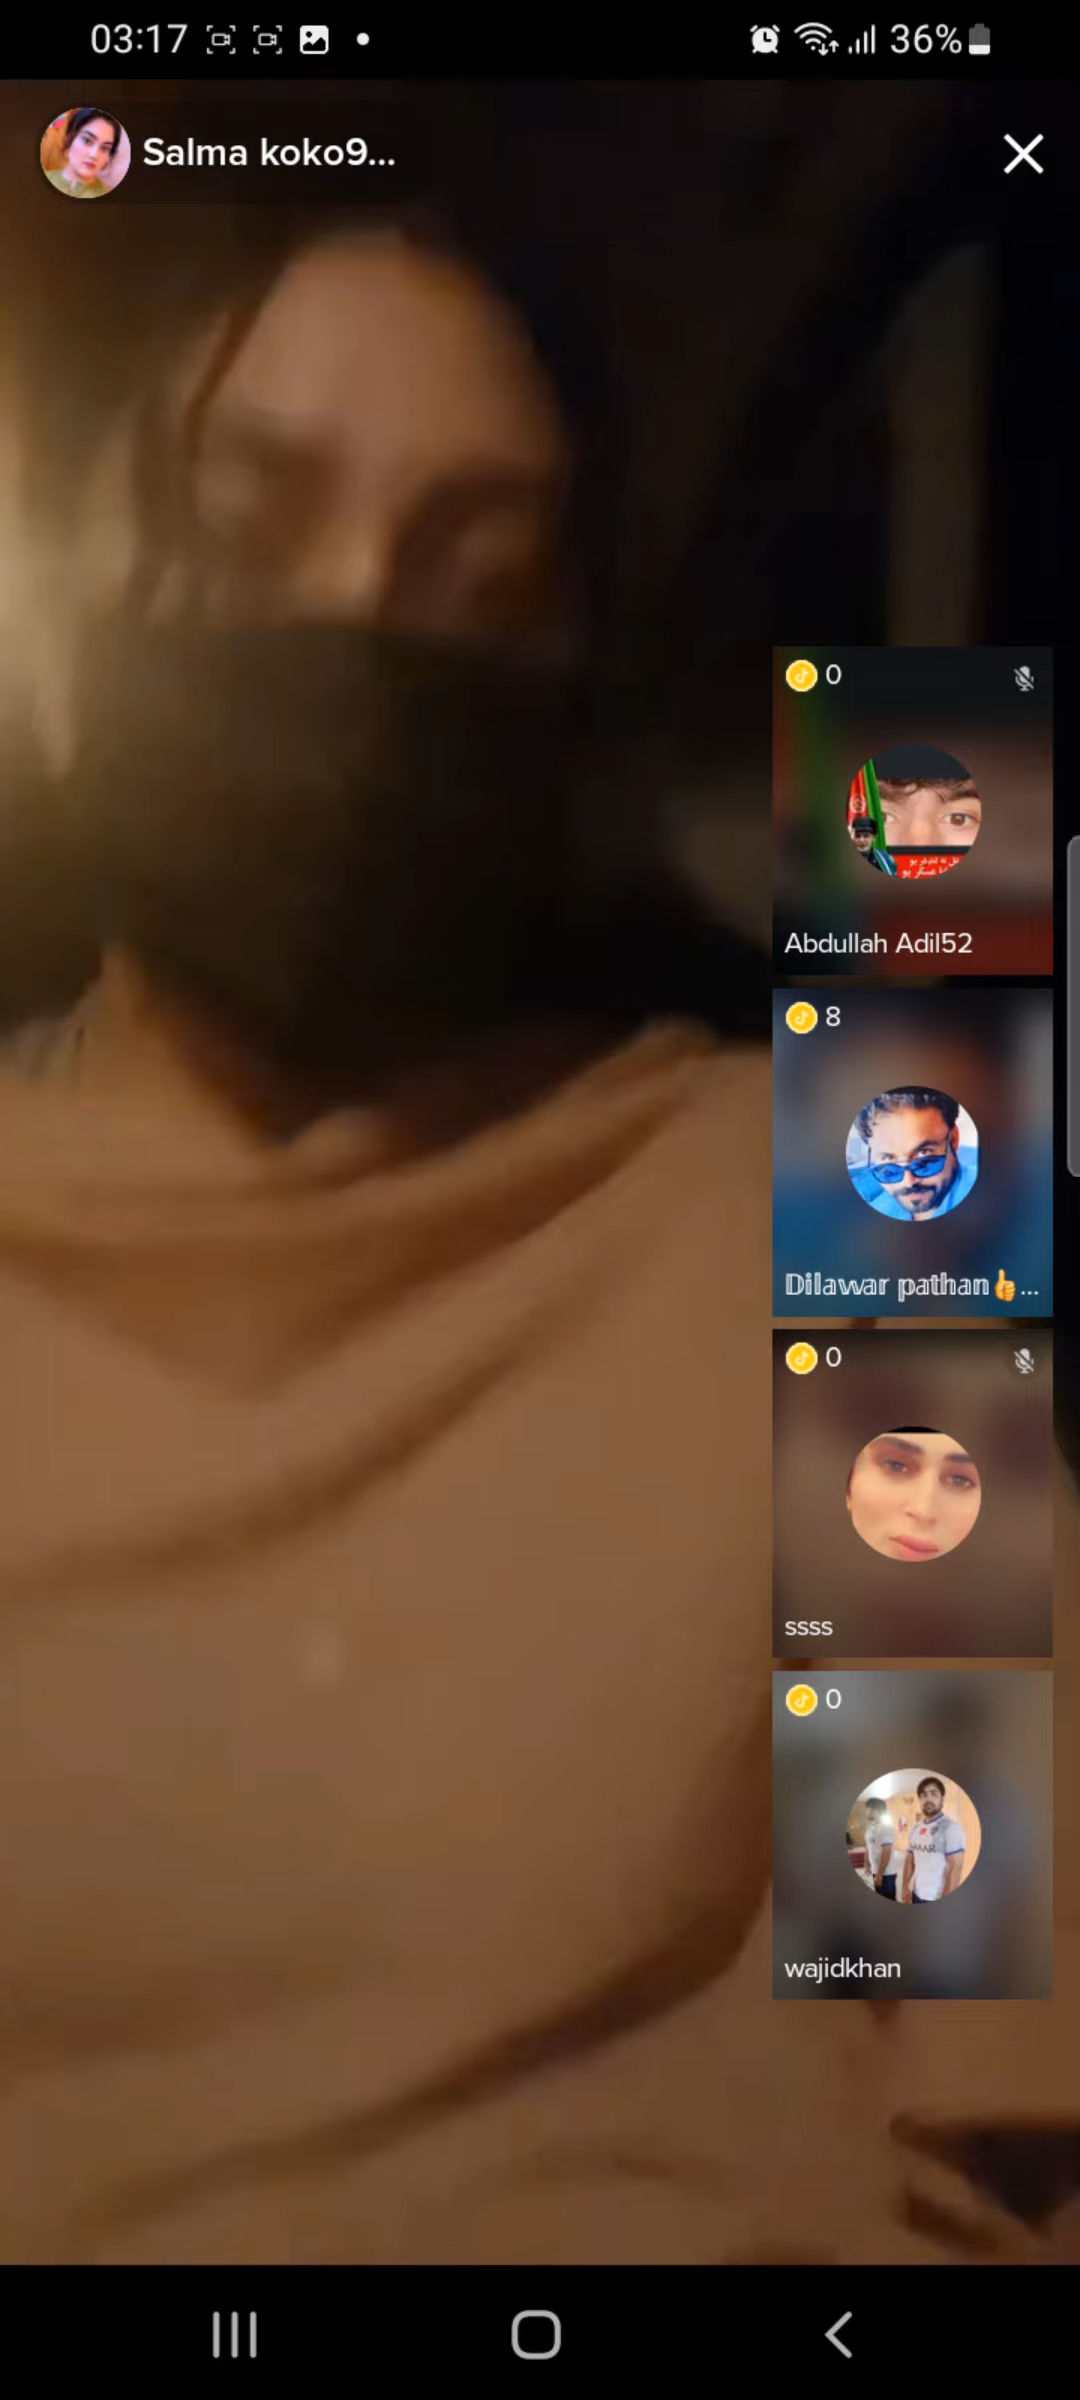 03:17
36%
Salma koko9...
0
Abdullah Adil52
8
Dilawar pathan👍...
0
ssss
0
wajidkhan